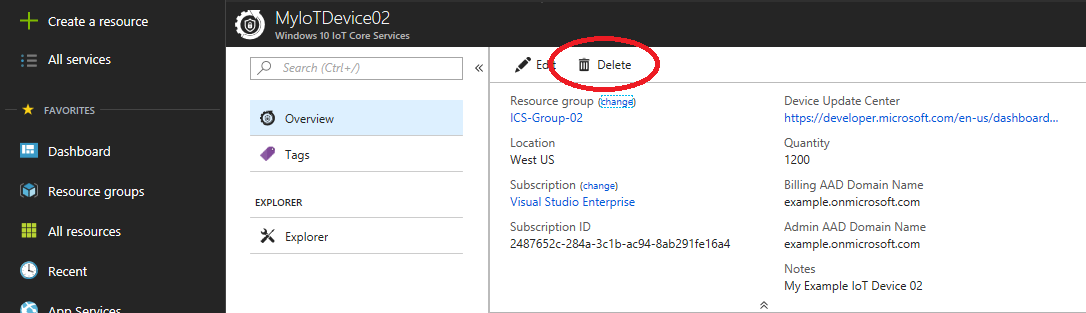 Create a resource
All services
FAVORITES
Dashboard
Resource groups
All resources
Recent
App Services
MyIoTDevice02
Windows 10 IoT Core Services
Search (Ctrl+/)
Overview
Tags
EXPLORER
Explorer
Edit Delete
Resource group (change)
ICS-Group-02
Location
West US
Subscription (change)
Visual Studio Enterprise
Subscription ID
2487652c-284a-3c1b-ac94-8ab291fe16a4
Device Update Center
https://developer.microsoft.com/en-us/dashboard...
Quantity
1200
Billing AAD Domain Name
example.onmicrosoft.com
Admin AAD Domain Name
example.onmicrosoft.com
Notes
My Example IoT Device 02